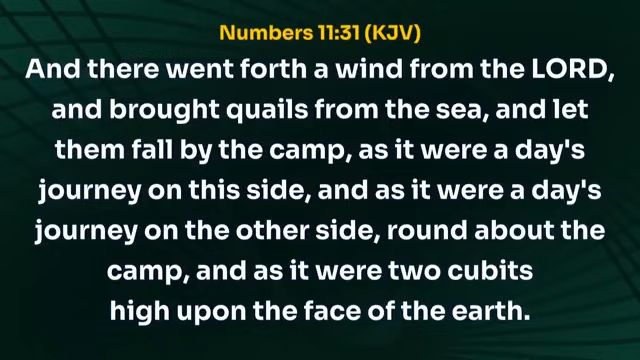 Numbers 11:31 (KJV)
And there went forth a wind from the LORD,
and brought quails from the sea, and let
them fall by the camp, as it were a day's
journey on this side, and as it were a day's
journey on the other side, round about the
camp, and as it were two cubits
high upon the face of the earth.